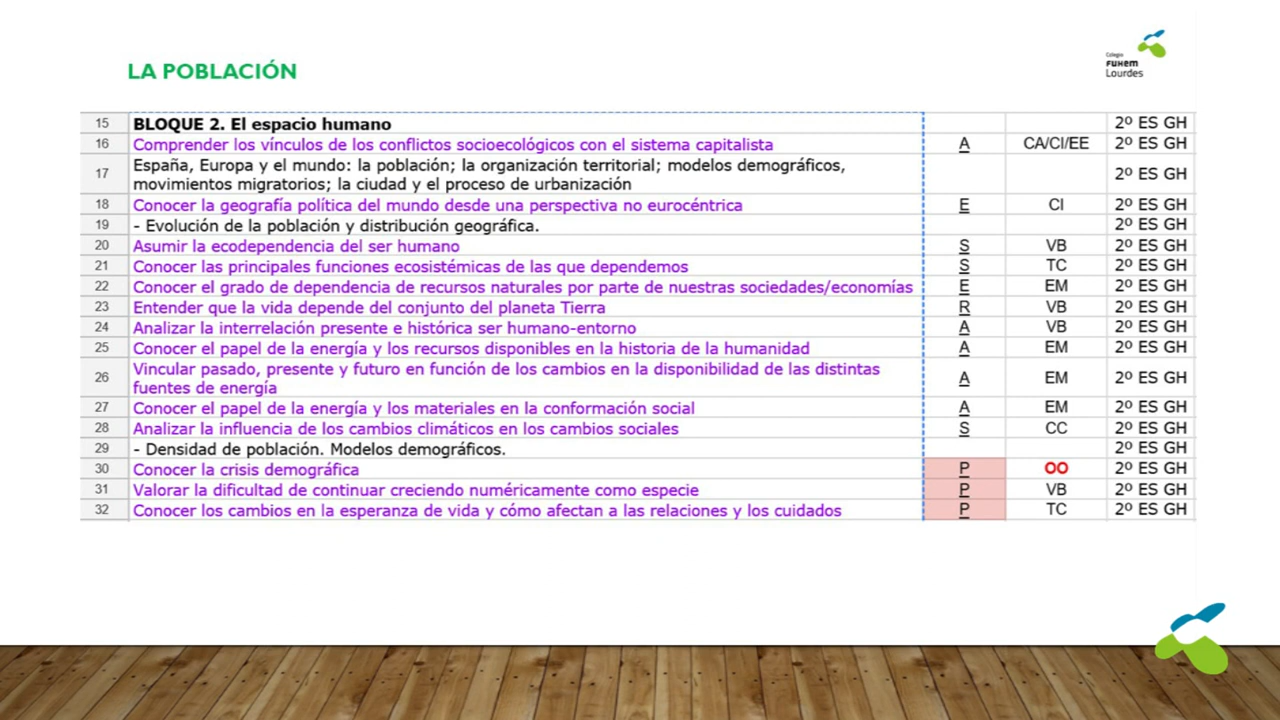 LA POBLACIÓN
Colegio
FUHEM
Lourdes
15 BLOQUE 2. El espacio humano 2º ES GH
16 Comprender los vínculos de los conflictos socioecológicos con el sistema capitalista A CA/CI/EE 2º ES GH
17 España, Europa y el mundo: la población; la organización territorial; modelos demográficos,
movimientos migratorios; la ciudad y el proceso de urbanización 2º ES GH
18 Conocer la geografía política del mundo desde una perspectiva no eurocéntrica E CI 2º ES GH
19 - Evolución de la población y distribución geográfica. 2º ES GH
20 Asumir la ecodependencia del ser humano S VB 2º ES GH
21 Conocer las principales funciones ecosistémicas de las que dependemos S TC 2º ES GH
22 Conocer el grado de dependencia de recursos naturales por parte de nuestras sociedades/economías E EM 2º ES GH
23 Entender que la vida depende del conjunto del planeta Tierra R VB 2º ES GH
24 Analizar la interrelación presente e histórica ser humano-entorno A VB 2º ES GH
25 Conocer el papel de la energía y los recursos disponibles en la historia de la humanidad A EM 2º ES GH
26 Vincular pasado, presente y futuro en función de los cambios en la disponibilidad de las distintas
fuentes de energía A EM 2º ES GH
27 Conocer el papel de la energía y los materiales en la conformación social A EM 2º ES GH
28 Analizar la influencia de los cambios climáticos en los cambios sociales S CC 2º ES GH
29 - Densidad de población. Modelos demográficos. 2º ES GH
30 Conocer la crisis demográfica P OO 2º ES GH
31 Valorar la dificultad de continuar creciendo numéricamente como especie P VB 2º ES GH
32 Conocer los cambios en la esperanza de vida y cómo afectan a las relaciones y los cuidados P TC 2º ES GH